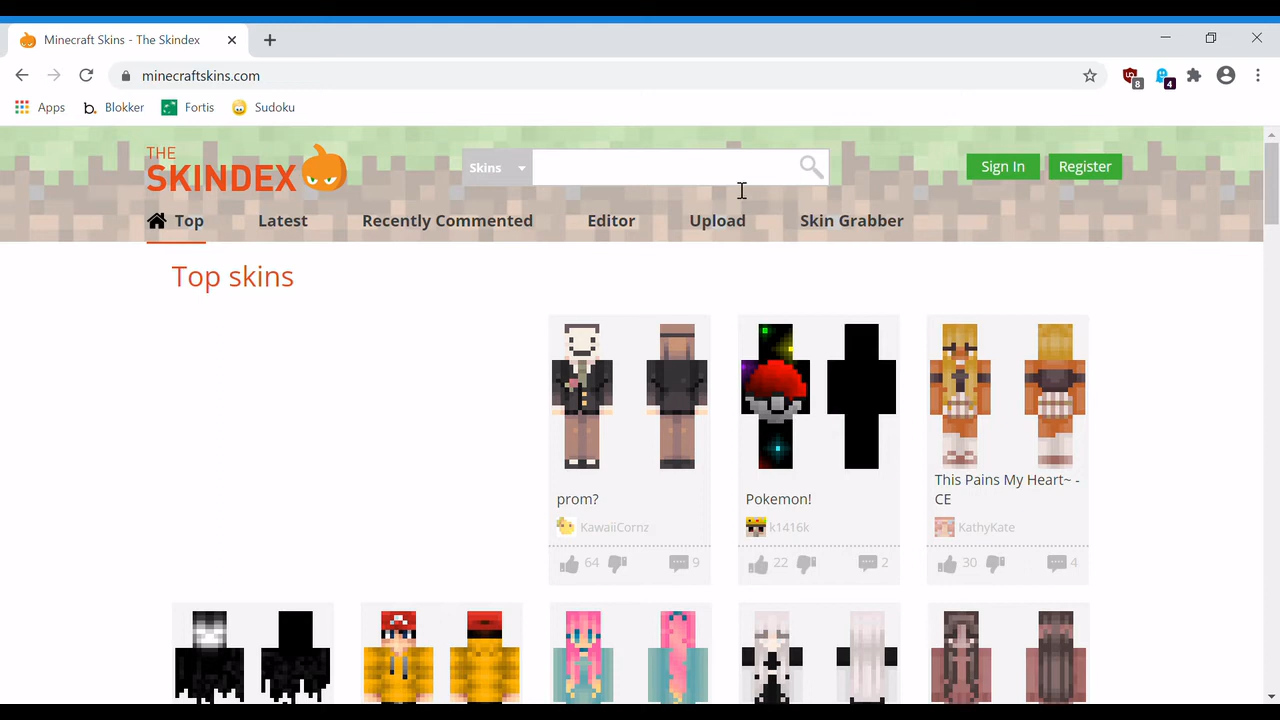 Minecraft Skins - The Skindex
minecraftskins.com
8
4
Apps
Blokker
Fortis
Sudoku
THE
SKINDEX
Skins
Sign In
Register
Top
Latest
Recently Commented
Editor
Upload
Skin Grabber
Top skins
prom?
KawaiiCornz
64
9
Pokemon!
k1416k
22
2
This Pains My Heart~ -
CE
KathyKate
30
4